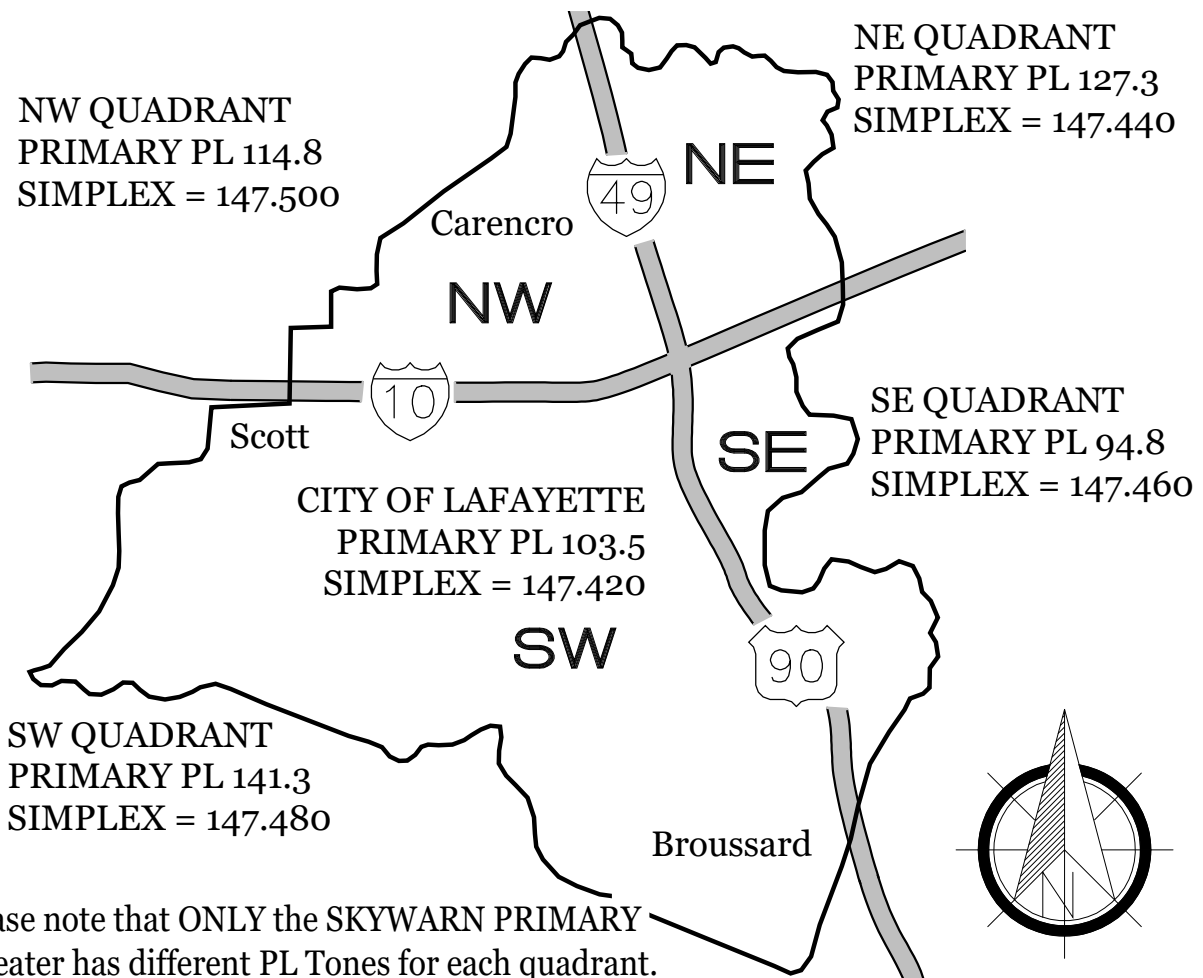 NE QUADRANT
PRIMARY PL 127.3
SIMPLEX = 147.440
NW QUADRANT
PRIMARY PL 114.8
SIMPLEX = 147.500
NE
49
Carencro
NW
10
Scott
SE QUADRANT
PRIMARY PL 94.8
SIMPLEX = 147.460
SE
CITY OF LAFAYETTE
PRIMARY PL 103.5
SIMPLEX = 147.420
SW
90
SW QUADRANT
PRIMARY PL 141.3
SIMPLEX = 147.480
Broussard
N
note that ONLY the SKYWARN PRIMARY
has different PL Tones for each quadrant.